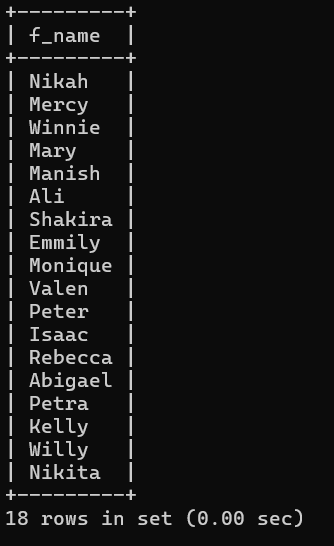 +---------+
| f_name  |
+---------+
| Nikah   |
| Mercy   |
| Winnie  |
| Mary    |
| Manish  |
| Ali     |
| Shakira |
| Emmily  |
| Monique |
| Valen   |
| Peter   |
| Isaac   |
| Rebecca |
| Abigael |
| Petra   |
| Kelly   |
| Willy   |
| Nikita  |
+---------+
18 rows in set (0.00 sec)